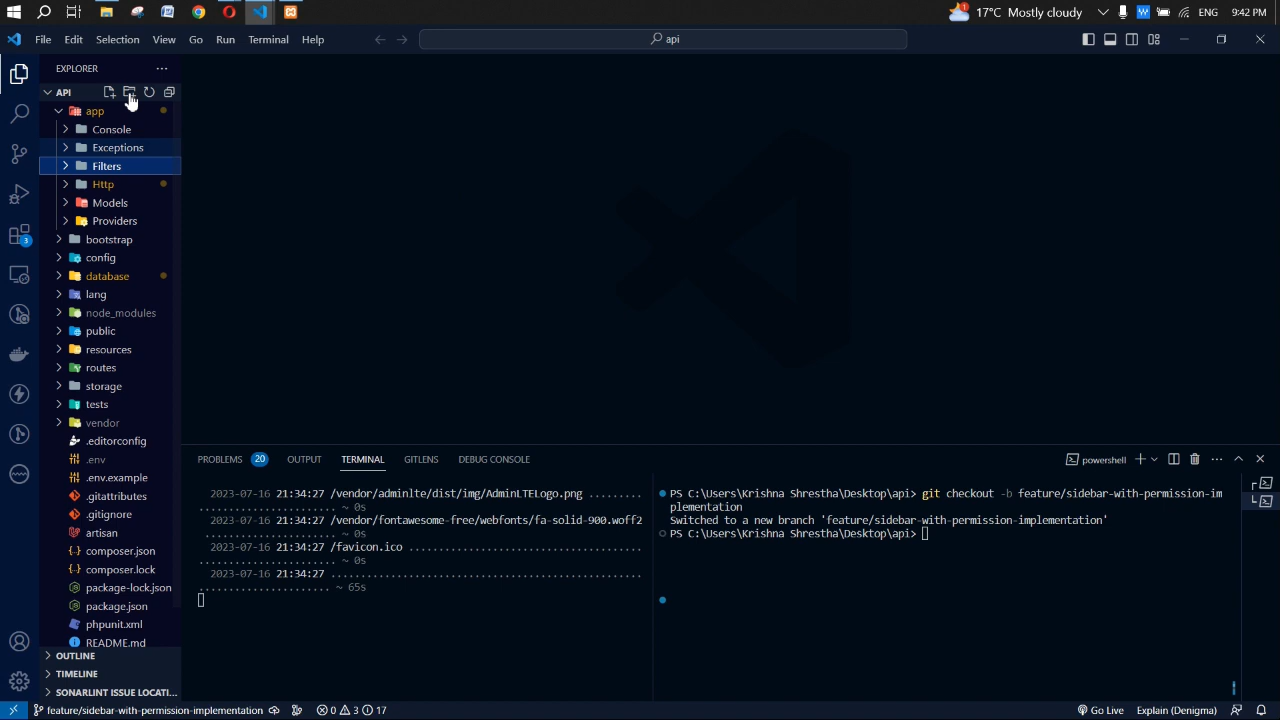 1
17°C Mostly cloudy
ENG
9:42 PM
File Edit Selection View Go Run Terminal Help
api
EXPLORER
API
app
Console
Exceptions
Filters
Http
Models
Providers
bootstrap
config
database
lang
node_modules
public
resources
routes
storage
tests
vendor
.editorconfig
.env
.env.example
.gitattributes
.gitignore
artisan
composer.json
composer.lock
package-lock.json
package.json
phpunit.xml
README.md
OUTLINE
TIMELINE
SONARLINT ISSUE LOCATI...
3
PROBLEMS 20 OUTPUT TERMINAL GITLENS DEBUG CONSOLE
powershell
2023-07-16 21:34:27 /vendor/adminlte/dist/img/AdminLTELogo.png .........
....................... ~ 0s
2023-07-16 21:34:27 /vendor/fontawesome-free/webfonts/fa-solid-900.woff2
....................... ~ 0s
2023-07-16 21:34:27 /favicon.ico ........................................
....................... ~ 0s
2023-07-16 21:34:27 .....................................................
....................... ~ 65s
PS C:\Users\Krishna Shrestha\Desktop\api> git checkout -b feature/sidebar-with-permission-im
plementation
Switched to a new branch 'feature/sidebar-with-permission-implementation'
PS C:\Users\Krishna Shrestha\Desktop\api>
feature/sidebar-with-permission-implementation
0 3 17
Go Live
Explain (Denigma)